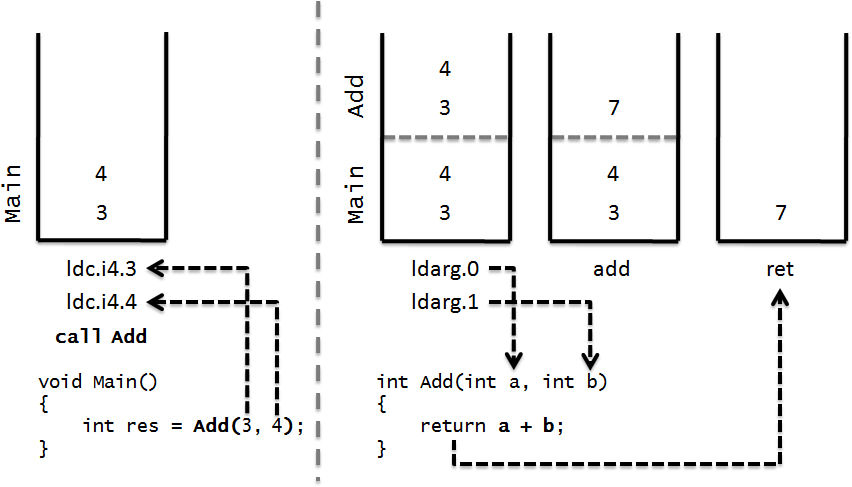 Main
4
3
ldc.i4.3
ldc.i4.4
call Add
void Main()
{
int res = Add(3, 4);
}
Add
4
3
7
Main
4
3
4
3
7
ldarg.0
add
ret
ldarg.1
int Add(int a, int b)
{
return a + b;
}